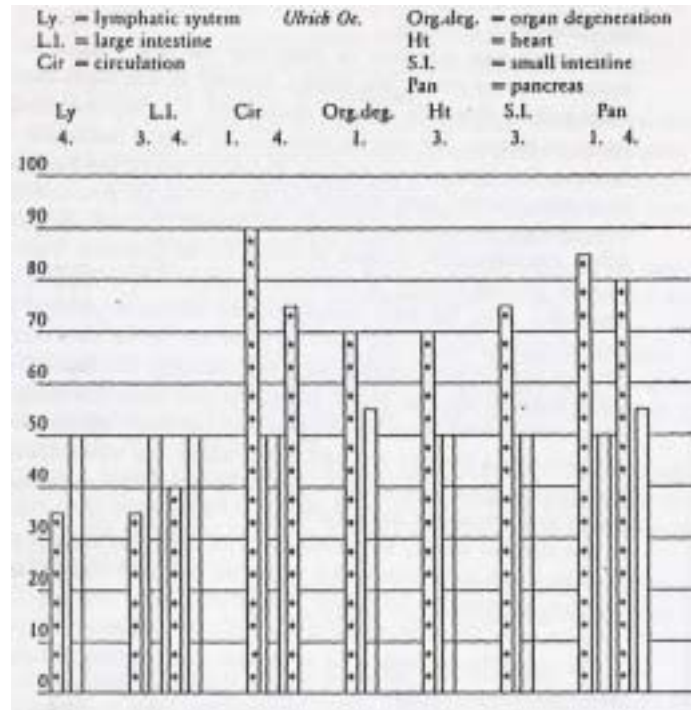 Ly. = lymphatic system Ulrich Oe. Org.deg. = organ degeneration
L.I. = large intestine Ht = heart
Cir = circulation S.I. = small intestine
Pan = pancreas
Ly L.I. Cir Org.deg. Ht S.I. Pan
4. 3. 4. 1. 4. 1. 3. 3. 1. 4.
100
90
80
70
60
50
40
30
20
10
0